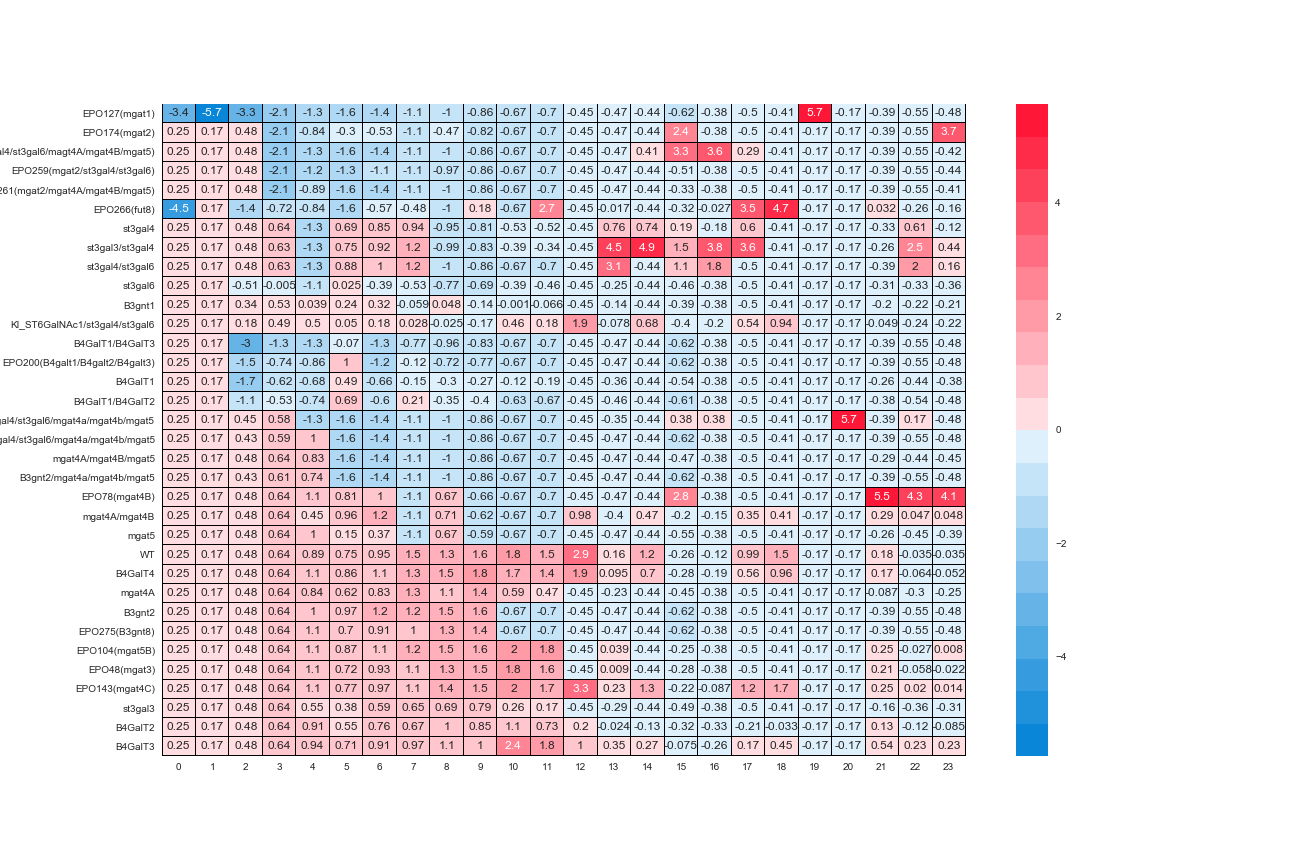 EPO127(mgat1) -3.4 -5.7 -3.3 -2.1 -1.3 -1.6 -1.4 -1.1 -1 -0.86 -0.67 -0.7 -0.45 -0.47 -0.44 -0.62 -0.38 -0.5 -0.41 5.7 -0.17 -0.39 -0.55 -0.48
EPO174(mgat2) 0.25 0.17 0.48 -2.1 -0.84 -0.3 -0.53 -1.1 -0.47 -0.82 -0.67 -0.7 -0.45 -0.47 -0.44 2.4 -0.38 -0.5 -0.41 -0.17 -0.17 -0.39 -0.55 3.7
al4/st3gal6/magt4A/mgat4B/mgat5) 0.25 0.17 0.48 -2.1 -1.3 -1.6 -1.4 -1.1 -1 -0.86 -0.67 -0.7 -0.45 -0.47 0.41 3.3 3.6 0.29 -0.41 -0.17 -0.17 -0.39 -0.55 -0.42
EPO259(mgat2/st3gal4/st3gal6) 0.25 0.17 0.48 -2.1 -1.2 -1.3 -1.1 -1.1 -0.97 -0.86 -0.67 -0.7 -0.45 -0.47 -0.44 -0.51 -0.38 -0.5 -0.41 -0.17 -0.17 -0.39 -0.55 -0.44
261(mgat2/mgat4A/mgat4B/mgat5) 0.25 0.17 0.48 -2.1 -0.89 -1.6 -1.4 -1.1 -1 -0.86 -0.67 -0.7 -0.45 -0.47 -0.44 -0.33 -0.38 -0.5 -0.41 -0.17 -0.17 -0.39 -0.55 -0.41
EPO266(fut8) -4.5 0.17 -1.4 -0.72 -0.84 -1.6 -0.57 -0.48 -1 0.18 -0.67 2.7 -0.45 -0.017 -0.44 -0.32 -0.027 3.5 4.7 -0.17 -0.17 0.032 -0.26 -0.16
st3gal4 0.25 0.17 0.48 0.64 -1.3 0.69 0.85 0.94 -0.95 -0.81 -0.53 -0.52 -0.45 0.76 0.74 0.19 -0.18 0.6 -0.41 -0.17 -0.17 -0.33 0.61 -0.12
st3gal3/st3gal4 0.25 0.17 0.48 0.63 -1.3 0.75 0.92 1.2 -0.99 -0.83 -0.39 -0.34 -0.45 4.5 4.9 1.5 3.8 3.6 -0.41 -0.17 -0.17 -0.26 2.5 0.44
st3gal4/st3gal6 0.25 0.17 0.48 0.63 -1.3 0.88 1 1.2 -1 -0.86 -0.67 -0.7 -0.45 3.1 -0.44 1.1 1.8 -0.5 -0.41 -0.17 -0.17 -0.39 2 0.16
st3gal6 0.25 0.17 -0.51 -0.005 -1.1 0.025 -0.39 -0.53 -0.77 -0.69 -0.39 -0.46 -0.45 -0.25 -0.44 -0.46 -0.38 -0.5 -0.41 -0.17 -0.17 -0.31 -0.33 -0.36
B3gnt1 0.25 0.17 0.34 0.53 0.039 0.24 0.32 -0.059 0.048 -0.14 -0.001 -0.066 -0.45 -0.14 -0.44 -0.39 -0.38 -0.5 -0.41 -0.17 -0.17 -0.2 -0.22 -0.21
KI_ST6GalNAc1/st3gal4/st3gal6 0.25 0.17 0.18 0.49 0.5 0.05 0.18 0.028 -0.025 -0.17 0.46 0.18 1.9 -0.078 0.68 -0.4 -0.2 0.54 0.94 -0.17 -0.17 -0.049 -0.24 -0.22
B4GalT1/B4GalT3 0.25 0.17 -3 -1.3 -1.3 -0.07 -1.3 -0.77 -0.96 -0.83 -0.67 -0.7 -0.45 -0.47 -0.44 -0.62 -0.38 -0.5 -0.41 -0.17 -0.17 -0.39 -0.55 -0.48
EPO200(B4galt1/B4galt2/B4galt3) 0.25 0.17 -1.5 -0.74 -0.86 1 -1.2 -0.12 -0.72 -0.77 -0.67 -0.7 -0.45 -0.47 -0.44 -0.62 -0.38 -0.5 -0.41 -0.17 -0.17 -0.39 -0.55 -0.48
B4GalT1 0.25 0.17 -1.7 -0.62 -0.68 0.49 -0.66 -0.15 -0.3 -0.27 -0.12 -0.19 -0.45 -0.36 -0.44 -0.54 -0.38 -0.5 -0.41 -0.17 -0.17 -0.26 -0.44 -0.38
B4GalT1/B4GalT2 0.25 0.17 -1.1 -0.53 -0.74 0.69 -0.6 0.21 -0.35 -0.4 -0.63 -0.67 -0.45 -0.46 -0.44 -0.61 -0.38 -0.5 -0.41 -0.17 -0.17 -0.38 -0.54 -0.48
gal4/st3gal6/mgat4a/mgat4b/mgat5 0.25 0.17 0.45 0.58 -1.3 -1.6 -1.4 -1.1 -1 -0.86 -0.67 -0.7 -0.45 -0.35 -0.44 0.38 0.38 -0.5 -0.41 -0.17 5.7 -0.39 0.17 -0.48
gal4/st3gal6/mgat4a/mgat4b/mgat5 0.25 0.17 0.43 0.59 1 -1.6 -1.4 -1.1 -1 -0.86 -0.67 -0.7 -0.45 -0.47 -0.44 -0.62 -0.38 -0.5 -0.41 -0.17 -0.17 -0.39 -0.55 -0.48
mgat4A/mgat4B/mgat5 0.25 0.17 0.48 0.64 0.83 -1.6 -1.4 -1.1 -1 -0.86 -0.67 -0.7 -0.45 -0.44 -0.44 -0.47 -0.38 -0.5 -0.41 -0.17 -0.17 -0.29 -0.44 -0.45
B3gnt2/mgat4a/mgat4b/mgat5 0.25 0.17 0.43 0.61 0.74 -1.6 -1.4 -1.1 -1 -0.86 -0.67 -0.7 -0.45 -0.47 -0.44 -0.62 -0.38 -0.5 -0.41 -0.17 -0.17 -0.39 -0.55 -0.48
EPO78(mgat4B) 0.25 0.17 0.48 0.64 1.1 0.81 1 -1.1 0.67 -0.66 -0.67 -0.7 -0.45 -0.47 -0.44 2.8 -0.38 -0.5 -0.41 -0.17 -0.17 5.5 4.3 4.1
mgat4A/mgat4B 0.25 0.17 0.48 0.64 0.45 0.96 1.2 -1.1 0.71 -0.62 -0.67 -0.7 0.98 -0.4 0.47 -0.2 -0.15 0.35 0.41 -0.17 -0.17 0.29 0.047 0.048
mgat5 0.25 0.17 0.48 0.64 1 0.15 0.37 -1.1 0.67 -0.59 -0.67 -0.7 -0.45 -0.47 -0.44 -0.55 -0.38 -0.5 -0.41 -0.17 -0.17 -0.26 -0.45 -0.39
WT 0.25 0.17 0.48 0.64 0.89 0.75 0.95 1.5 1.3 1.6 1.8 1.5 2.9 0.16 1.2 -0.26 -0.12 0.99 1.5 -0.17 -0.17 0.18 -0.035 -0.035
B4GalT4 0.25 0.17 0.48 0.64 1.1 0.86 1.1 1.3 1.5 1.8 1.7 1.4 1.9 0.095 0.7 -0.28 -0.19 0.56 0.96 -0.17 -0.17 0.17 -0.064 -0.052
mgat4A 0.25 0.17 0.48 0.64 0.84 0.62 0.83 1.3 1.1 1.4 0.59 0.47 -0.45 -0.23 -0.44 -0.45 -0.38 -0.5 -0.41 -0.17 -0.17 -0.087 -0.3 -0.25
B3gnt2 0.25 0.17 0.48 0.64 1 0.97 1.2 1.2 1.5 1.6 -0.67 -0.7 -0.45 -0.47 -0.44 -0.62 -0.38 -0.5 -0.41 -0.17 -0.17 -0.39 -0.55 -0.48
EPO275(B3gnt8) 0.25 0.17 0.48 0.64 1.1 0.7 0.91 1 1.3 1.4 -0.67 -0.7 -0.45 -0.47 -0.44 -0.62 -0.38 -0.5 -0.41 -0.17 -0.17 -0.39 -0.55 -0.48
EPO104(mgat5B) 0.25 0.17 0.48 0.64 1.1 0.87 1.1 1.2 1.5 1.6 2 1.8 -0.45 0.039 -0.44 -0.25 -0.38 -0.5 -0.41 -0.17 -0.17 0.25 -0.027 0.008
EPO48(mgat3) 0.25 0.17 0.48 0.64 1.1 0.72 0.93 1.1 1.3 1.5 1.8 1.6 -0.45 0.009 -0.44 -0.28 -0.38 -0.5 -0.41 -0.17 -0.17 0.21 -0.058 -0.022
EPO143(mgat4C) 0.25 0.17 0.48 0.64 1.1 0.77 0.97 1.1 1.4 1.5 2 1.7 3.3 0.23 1.3 -0.22 -0.087 1.2 1.7 -0.17 -0.17 0.25 0.02 0.014
st3gal3 0.25 0.17 0.48 0.64 0.55 0.38 0.59 0.65 0.69 0.79 0.26 0.17 -0.45 -0.29 -0.44 -0.49 -0.38 -0.5 -0.41 -0.17 -0.17 -0.16 -0.36 -0.31
B4GalT2 0.25 0.17 0.48 0.64 0.91 0.55 0.76 0.67 1 0.85 1.1 0.73 0.2 -0.024 -0.13 -0.32 -0.33 -0.21 -0.033 -0.17 -0.17 0.13 -0.12 -0.085
B4GalT3 0.25 0.17 0.48 0.64 0.94 0.71 0.91 0.97 1.1 1 2.4 1.8 1 0.35 0.27 -0.075 -0.26 0.17 0.45 -0.17 -0.17 0.54 0.23 0.23
0 1 2 3 4 5 6 7 8 9 10 11 12 13 14 15 16 17 18 19 20 21 22 23
4
2
0
−2
−4